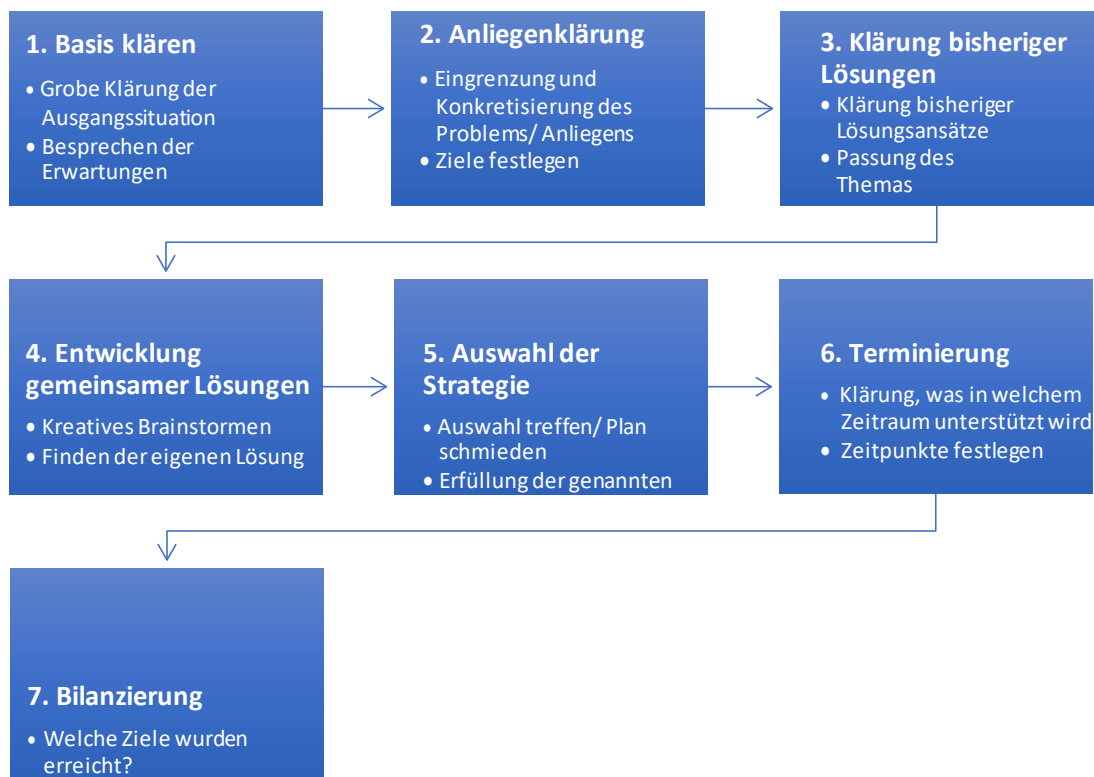 1. Basis klären
• Grobe Klärung der
Ausgangssituation
• Besprechen der
Erwartungen
2. Anliegenklärung
• Eingrenzung und
Konkretisierung des
Problems/ Anliegens
• Ziele festlegen
3. Klärung bisheriger
Lösungen
• Klärung bisheriger
Lösungsansätze
• Passung des
Themas
4. Entwicklung
gemeinsamer Lösungen
• Kreatives Brainstormen
• Finden der eigenen Lösung
5. Auswahl der
Strategie
• Auswahl treffen/ Plan
schmieden
• Erfüllung der genannten
6. Terminierung
• Klärung, was in welchem
Zeitraum unterstützt wird
• Zeitpunkte festlegen
7. Bilanzierung
• Welche Ziele wurden
erreicht?